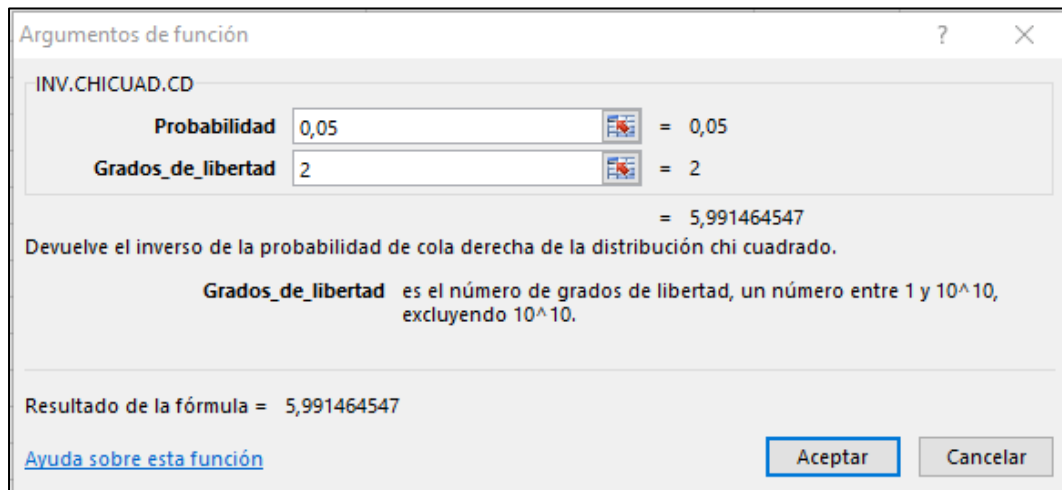 Argumentos de función ? ×
INV.CHICUAD.CD
Probabilidad 0,05 = 0,05
Grados_de_libertad 2 = 2
= 5,991464547
Devuelve el inverso de la probabilidad de cola derecha de la distribución chi cuadrado.
Grados_de_libertad es el número de grados de libertad, un número entre 1 y 10^10,
excluyendo 10^10.
Resultado de la fórmula = 5,991464547
Ayuda sobre esta función Aceptar Cancelar